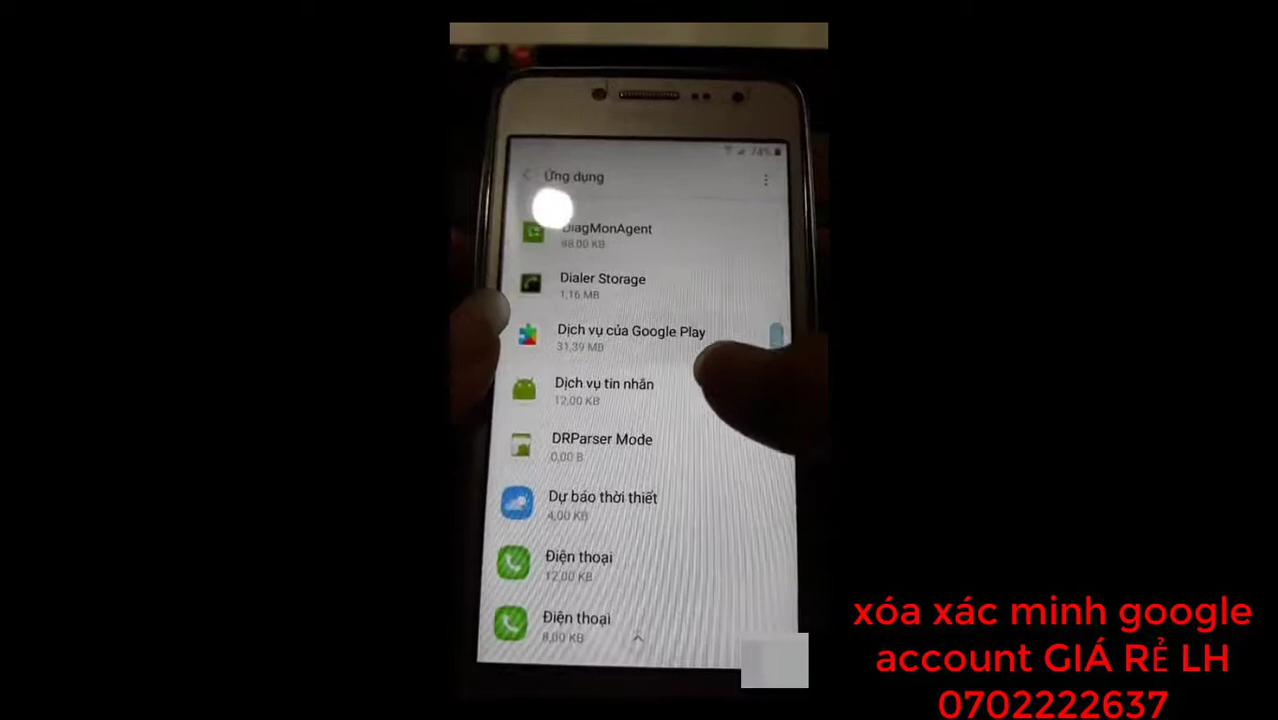 74%
Ứng dụng
DiagMonAgent
88,00 KB
Dialer Storage
1,16 MB
Dịch vụ của Google Play
31,39 MB
Dịch vụ tin nhắn
12,00 KB
DRParser Mode
0,00 B
Dự báo thời thiết
4,00 KB
Điện thoại
12,00 KB
Điện thoại
8,00 KB
xóa xác minh google
account GIÁ RẺ LH
0702222637